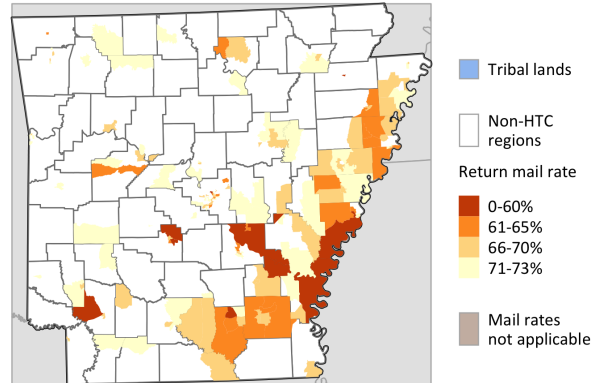 Tribal lands
Non-HTC
regions
Return mail rate
0-60%
61-65%
66-70%
71-73%
Mail rates
not applicable